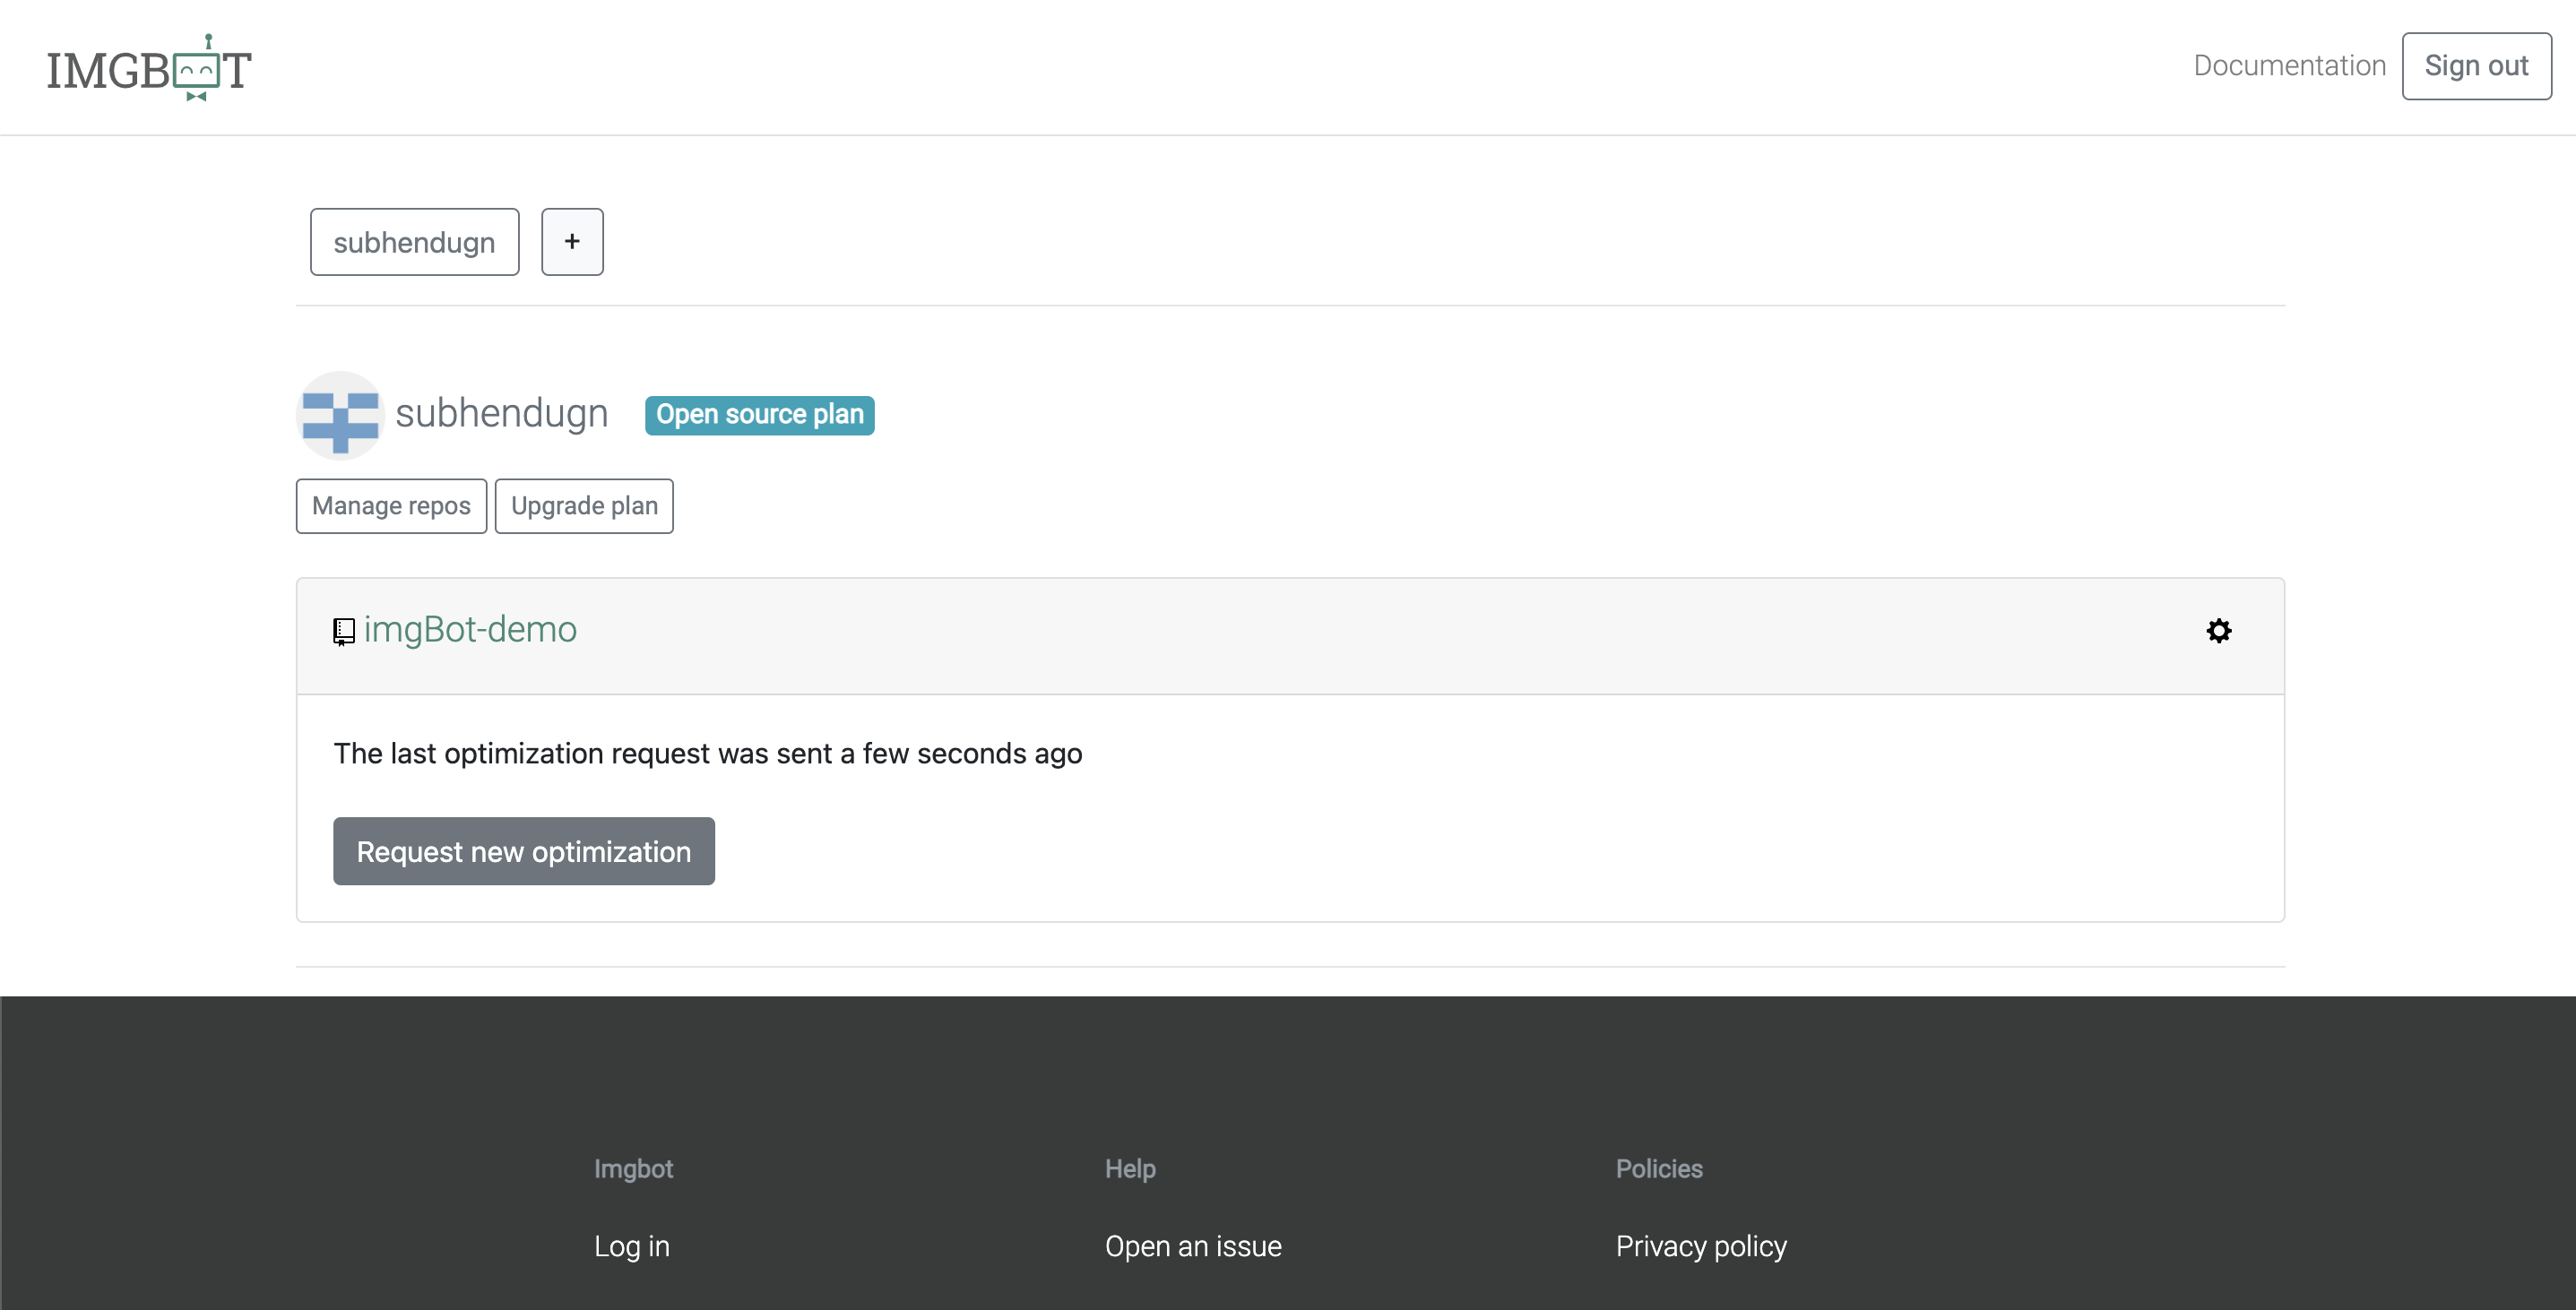 IMGBOT
Documentation
Sign out
subhendugn
+
subhendugn
Open source plan
Manage repos
Upgrade plan
imgBot-demo
The last optimization request was sent a few seconds ago
Request new optimization
Imgbot
Help
Policies
Log in
Open an issue
Privacy policy